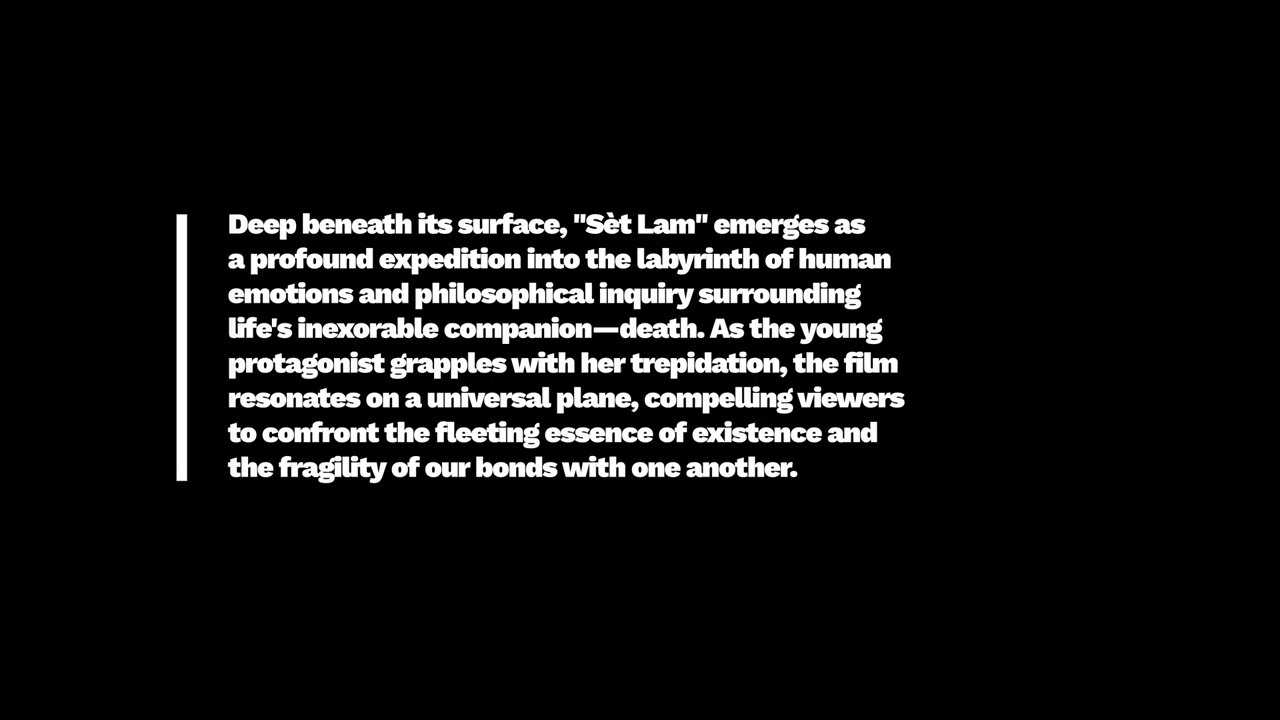 Deep beneath its surface, "Sèt Lam" emerges as
a profound expedition into the labyrinth of human
emotions and philosophical inquiry surrounding
life's inexorable companion—death. As the young
protagonist grapples with her trepidation, the film
resonates on a universal plane, compelling viewers
to confront the fleeting essence of existence and
the fragility of our bonds with one another.